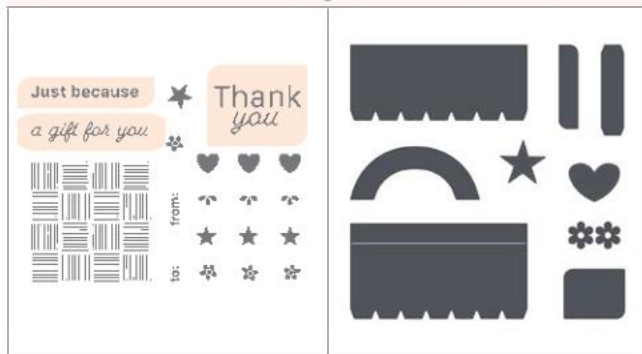 Just because
Thank
you
a gift for you
from:
to: